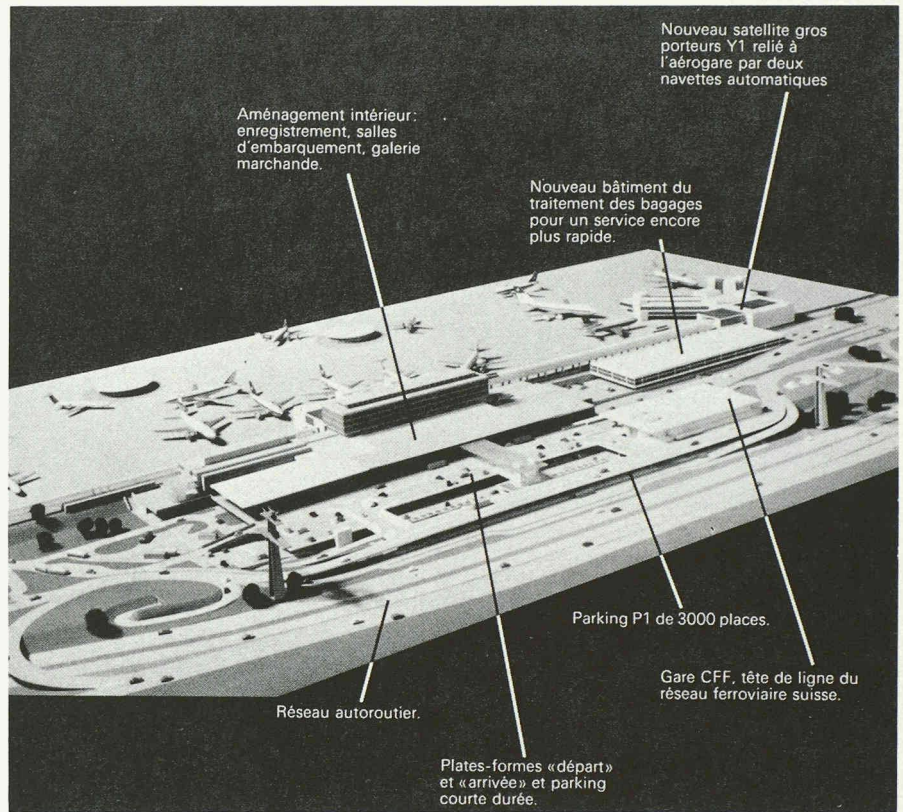 Nouveau satellite gros
porteurs Y1 relié à
l'aérogare par deux
navettes automatiques
Aménagement intérieur:
enregistrement, salles
d'embarquement, galerie
marchande.
Nouveau bâtiment du
traitement des bagages
pour un service encore
plus rapide.
Parking P1 de 3000 places.
Gare CFF, tête de ligne du
réseau ferroviaire suisse.
Réseau autoroutier.
Plates-formes «départ»
et «arrivée» et parking
courte durée.